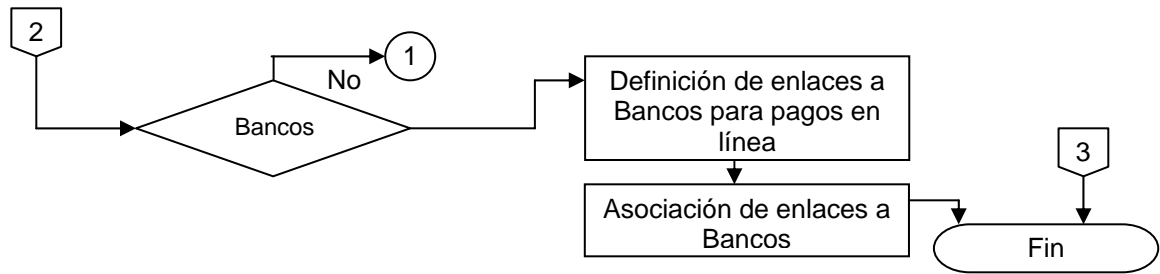 2
1
No
Bancos
Definición de enlaces a
Bancos para pagos en
línea
3
Asociación de enlaces a
Bancos
Fin